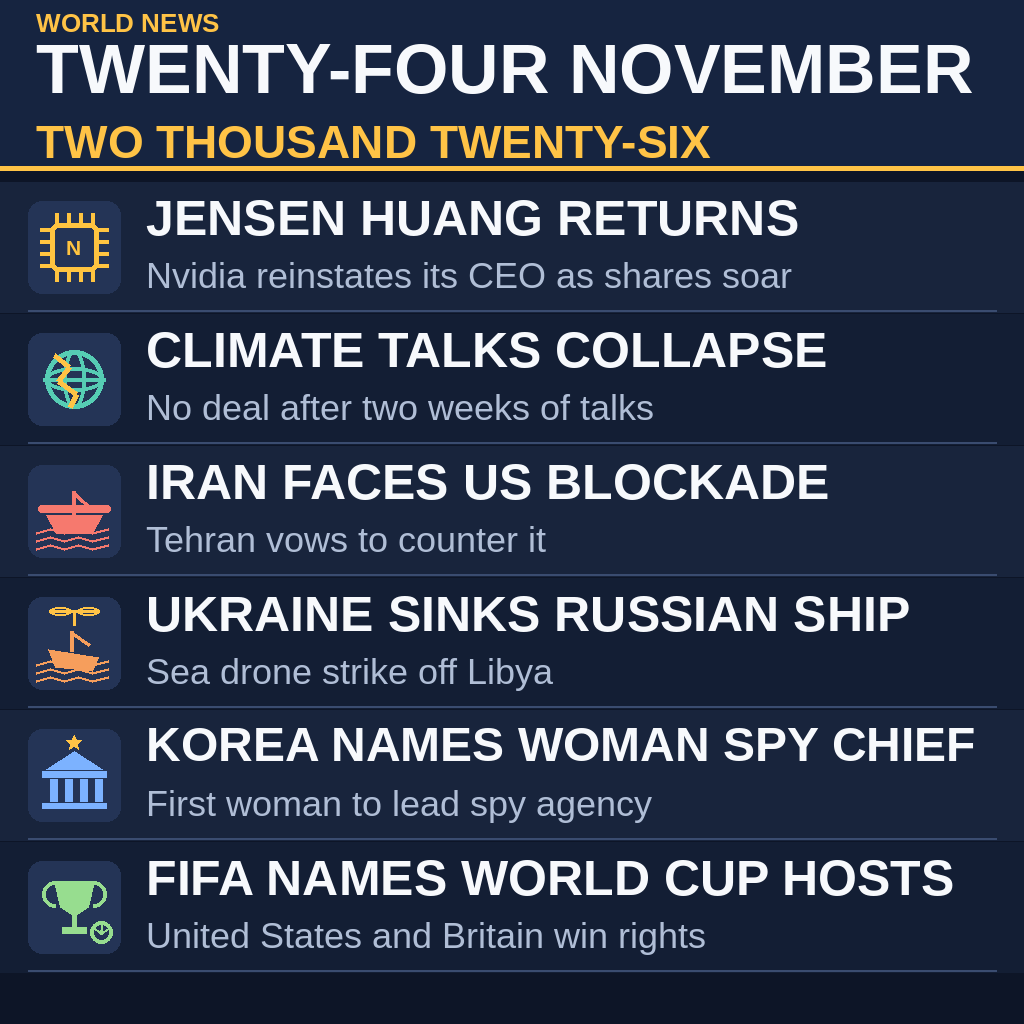 WORLD NEWS
TWENTY-FOUR NOVEMBER
TWO THOUSAND TWENTY-SIX
N
JENSEN HUANG RETURNS
Nvidia reinstates its CEO as shares soar
CLIMATE TALKS COLLAPSE
No deal after two weeks of talks
IRAN FACES US BLOCKADE
Tehran vows to counter it
UKRAINE SINKS RUSSIAN SHIP
Sea drone strike off Libya
KOREA NAMES WOMAN SPY CHIEF
First woman to lead spy agency
FIFA NAMES WORLD CUP HOSTS
United States and Britain win rights